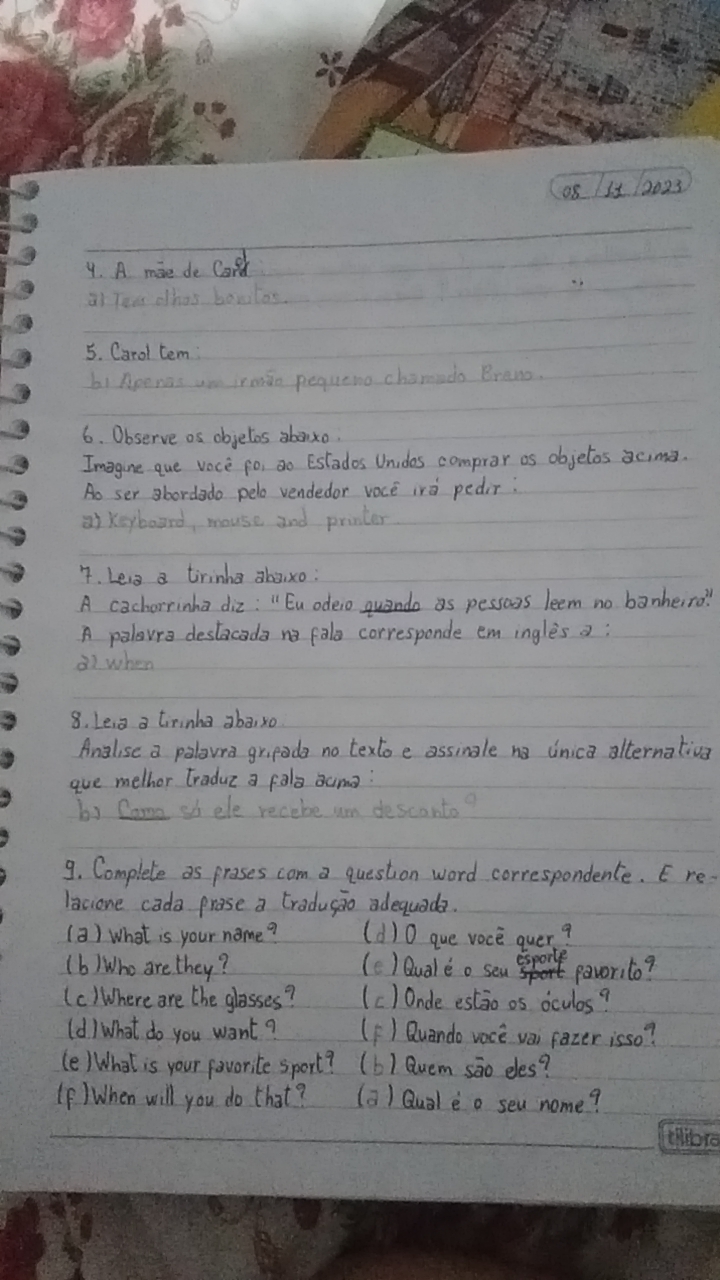 08/11/2023
4. A mãe de Carol:
a) Tem olhos bonitos.
5. Carol tem:
b) Apenas um irmão pequeno chamado
6. Observe os objetos abaixo.
Imagine que você foi ao Estados Unidos comprar os objetos acima.
Ao ser abordado pelo vendedor você irá pedir:
a) Keyboard, mouse and printer.
7. Leia a tirinha abaixo:
A cachorrinha diz: "Eu odeio quando as pessoas leem no banheiro!"
A palavra destacada na fala corresponde em inglês a:
a) when
8. Leia a tirinha abaixo.
Analise a palavra grifada no texto e assinale na única alternativa
que melhor traduz a fala acima:
b) Como só ele recebe um desconto?
9. Complete as frases com a question word correspondente. E re-
lacione cada frase a tradução adequada.
(a) What is your name? (d) O que você quer?
(b) Who are they? (e) Qual é o seu esporte favorito?
(c) Where are the glasses? (c) Onde estão os óculos?
(d) What do you want? (f) Quando você vai fazer isso?
(e) What is your favorite sport? (b) Quem são eles?
(f) When will you do that? (a) Qual é o seu nome?
tilibra